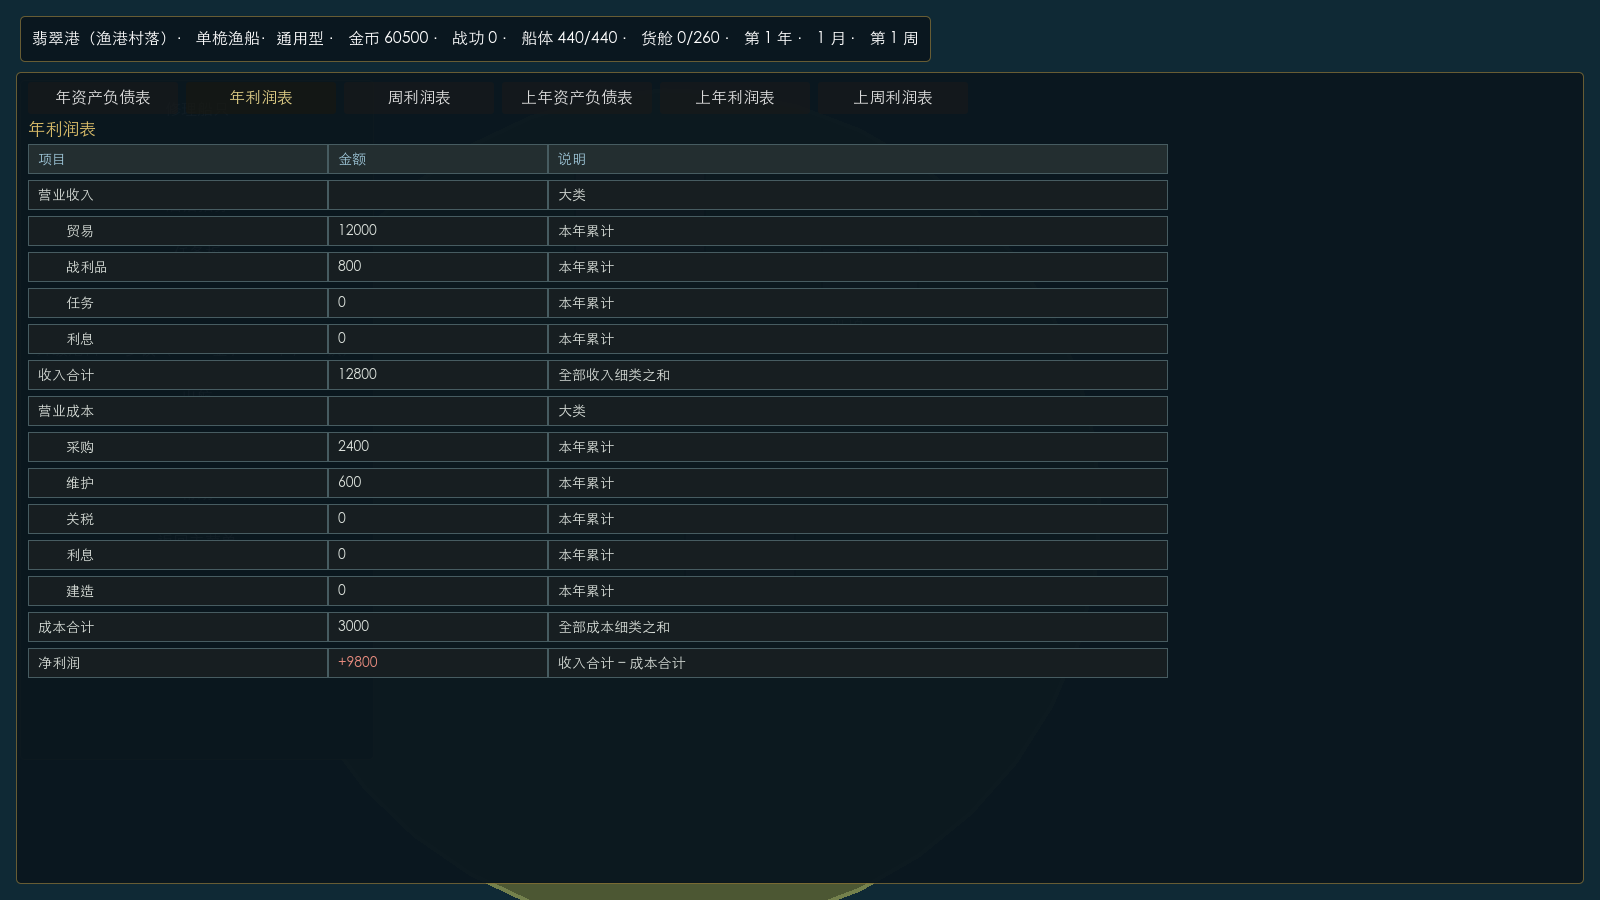 翡翠港（渔港村落）· 单桅渔船· 通用型 · 金币 60500 · 战功 0 · 船体 440/440 · 货舱 0/260 · 第 1 年 · 1 月 · 第 1 周
年资产负债表 年利润表 周利润表 上年资产负债表 上年利润表 上周利润表
年利润表
项目 金额 说明
营业收入 大类
贸易 12000 本年累计
战利品 800 本年累计
任务 0 本年累计
利息 0 本年累计
收入合计 12800 全部收入细类之和
营业成本 大类
采购 2400 本年累计
维护 600 本年累计
关税 0 本年累计
利息 0 本年累计
建造 0 本年累计
成本合计 3000 全部成本细类之和
净利润 +9800 收入合计 − 成本合计